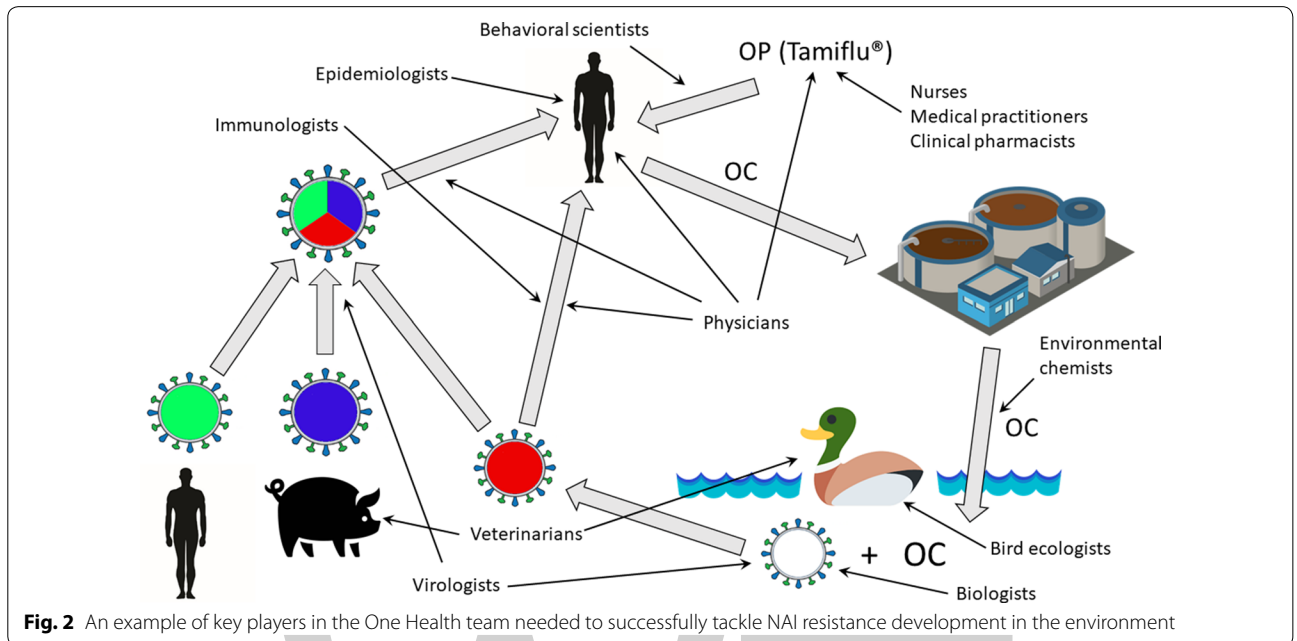 Behavioral scientists
OP (Tamiflu®)
Epidemiologists
Nurses
Medical practitioners
Clinical pharmacists
Immunologists
OC
Physicians
Environmental
chemists
OC
Veterinarians
Bird ecologists
+ OC
Virologists
Biologists
Fig. 2 An example of key players in the One Health team needed to successfully tackle NAI resistance development in the environment